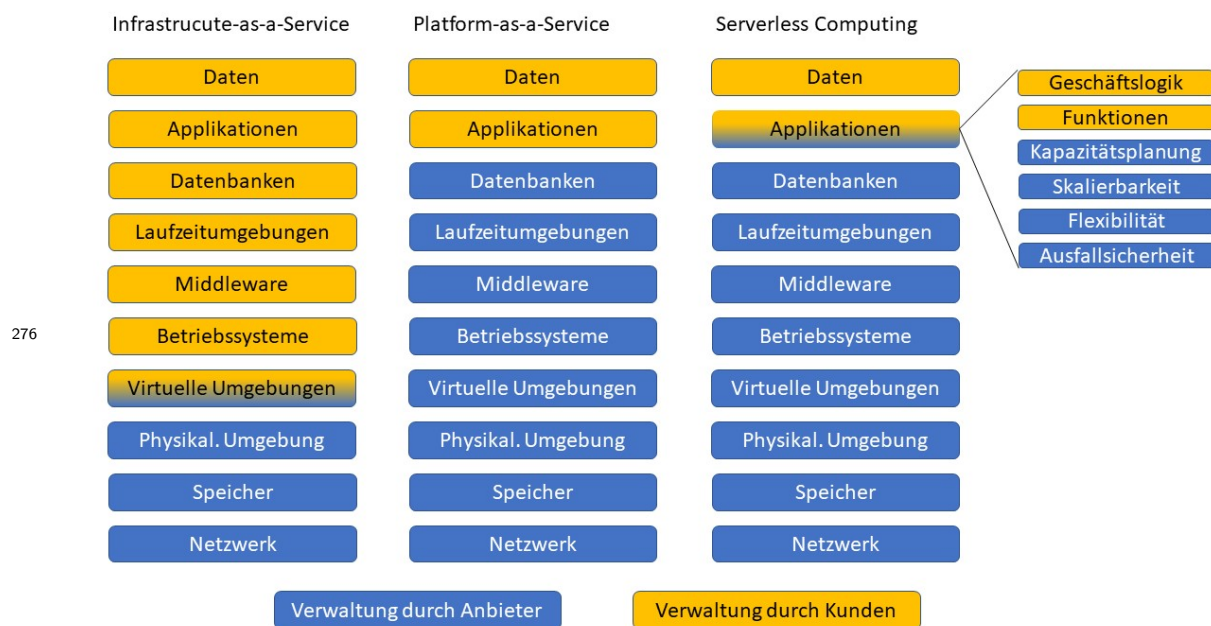 Infrastrucute-as-a-Service
Platform-as-a-Service
Serverless Computing
Daten
Daten
Daten
Geschäftslogik
Applikationen
Applikationen
Applikationen
Funktionen
Kapazitätsplanung
Datenbanken
Datenbanken
Datenbanken
Skalierbarkeit
Laufzeitumgebungen
Laufzeitumgebungen
Laufzeitumgebungen
Flexibilität
Ausfallsicherheit
Middleware
Middleware
Middleware
276
Betriebssysteme
Betriebssysteme
Betriebssysteme
Virtuelle Umgebungen
Virtuelle Umgebungen
Virtuelle Umgebungen
Physikal. Umgebung
Physikal. Umgebung
Physikal. Umgebung
Speicher
Speicher
Speicher
Netzwerk
Netzwerk
Netzwerk
Verwaltung durch Anbieter
Verwaltung durch Kunden